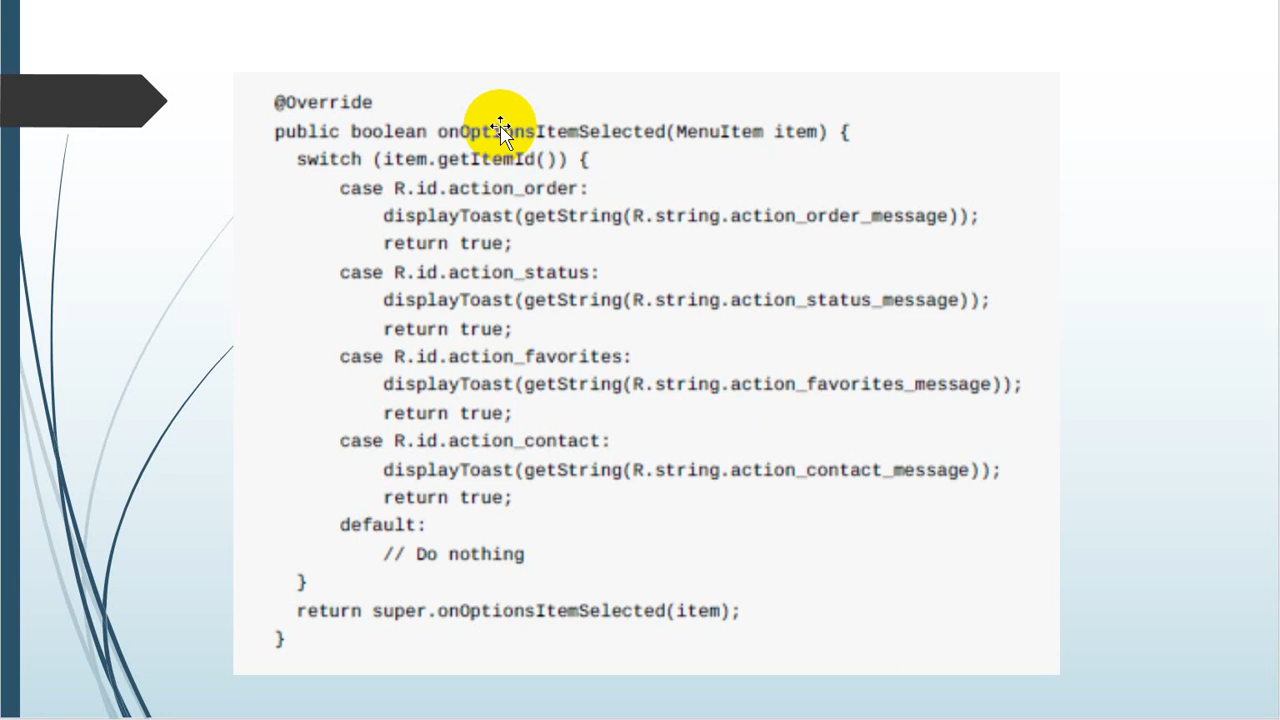 @Override
public boolean onOptionsItemSelected(MenuItem item) {
switch (item.getItemId()) {
case R.id.action_order:
displayToast(getString(R.string.action_order_message));
return true;
case R.id.action_status:
displayToast(getString(R.string.action_status_message));
return true;
case R.id.action_favorites:
displayToast(getString(R.string.action_favorites_message));
return true;
case R.id.action_contact:
displayToast(getString(R.string.action_contact_message));
return true;
default:
// Do nothing
}
return super.onOptionsItemSelected(item);
}